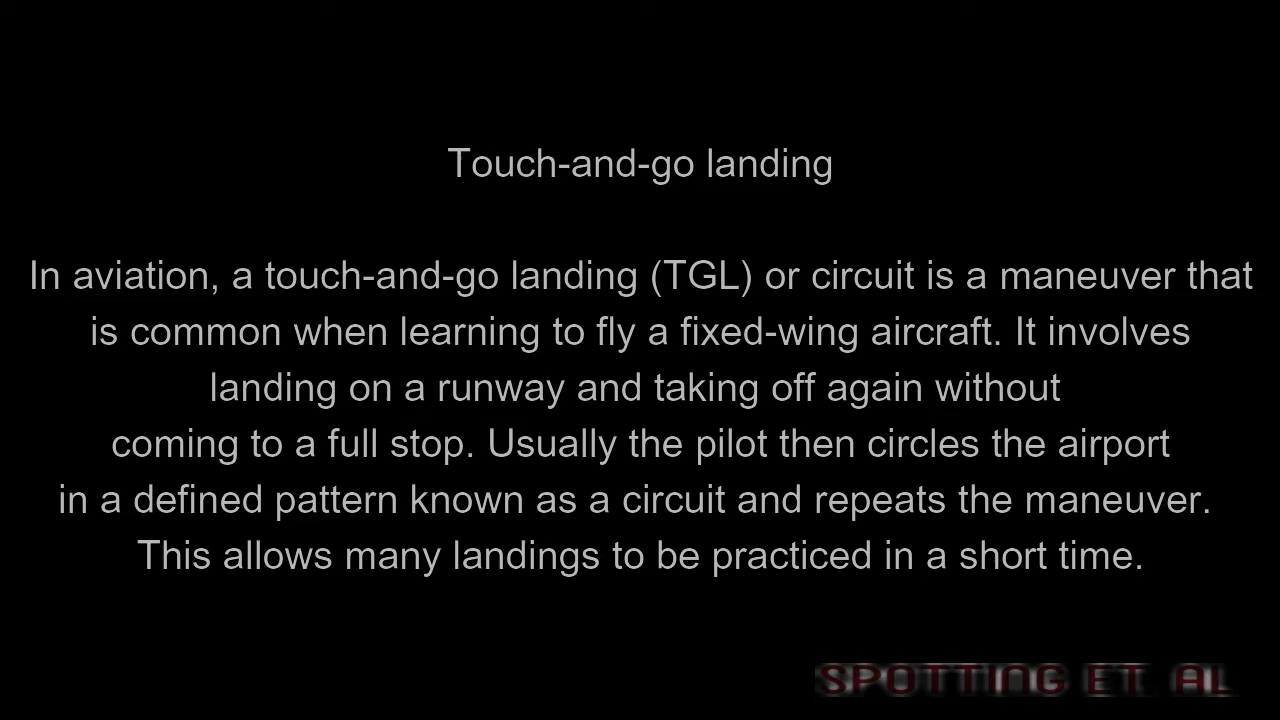 Touch-and-go landing
In aviation, a touch-and-go landing (TGL) or circuit is a maneuver that
is common when learning to fly a fixed-wing aircraft. It involves
landing on a runway and taking off again without
coming to a full stop. Usually the pilot then circles the airport
in a defined pattern known as a circuit and repeats the maneuver.
This allows many landings to be practiced in a short time.
SPOTTING ET AL